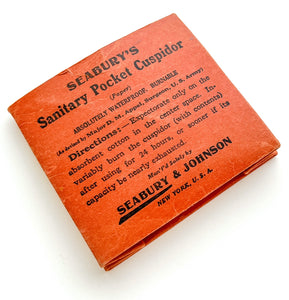 SEABURY'S
Sanitary Pocket Cuspidor
(Paper)
ABSOLUTELY WATERPROOF, BURNABLE
(As devised by Major D. M. Appel, Surgeon, U.S. Army)
Directions:—Expectorate only on the
absorbent cotton in the center space. In-
variably burn the cuspidor (with contents)
after using for 24 hours, or sooner if its
capacity be nearly exhausted.
Man'f'd Solely by
SEABURY & JOHNSON
NEW YORK, U. S. A.